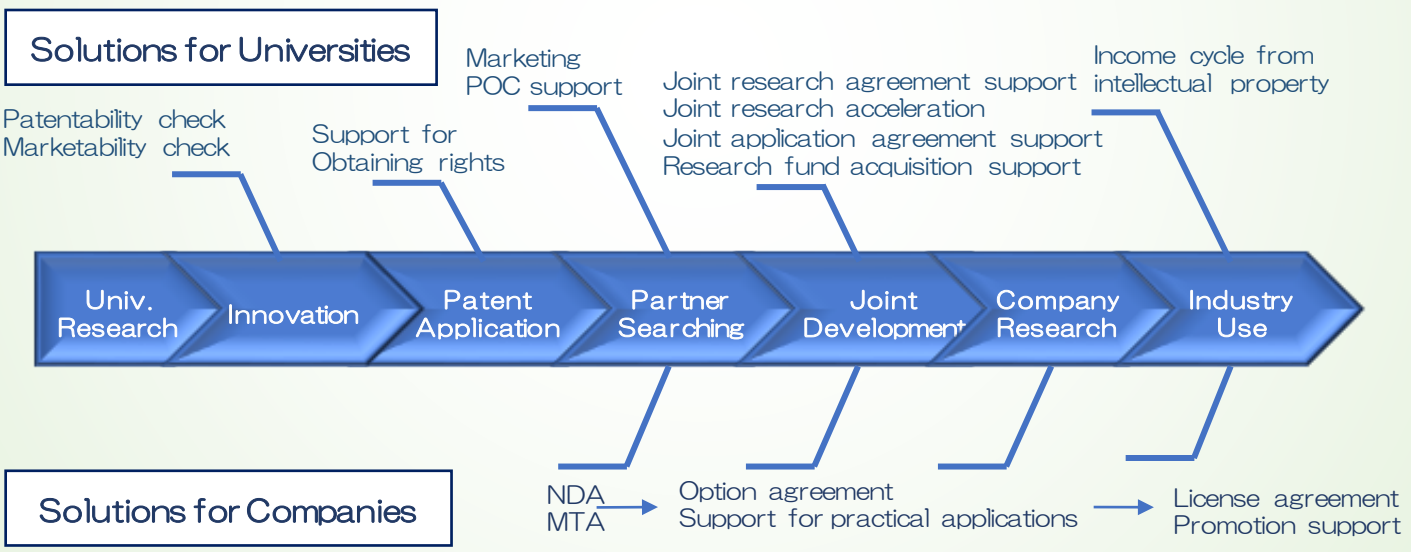 Solutions for Universities
Patentability check
Marketability check
Support for
Obtaining rights
Marketing
POC support
Joint research agreement support
Joint research acceleration
Joint application agreement support
Research fund acquisition support
Income cycle from
intellectual property
Univ.
Research
Innovation
Patent
Application
Partner
Searching
Joint
Development
Company
Research
Industry
Use
Solutions for Companies
NDA
MTA
Option agreement
Support for practical applications
License agreement
Promotion support